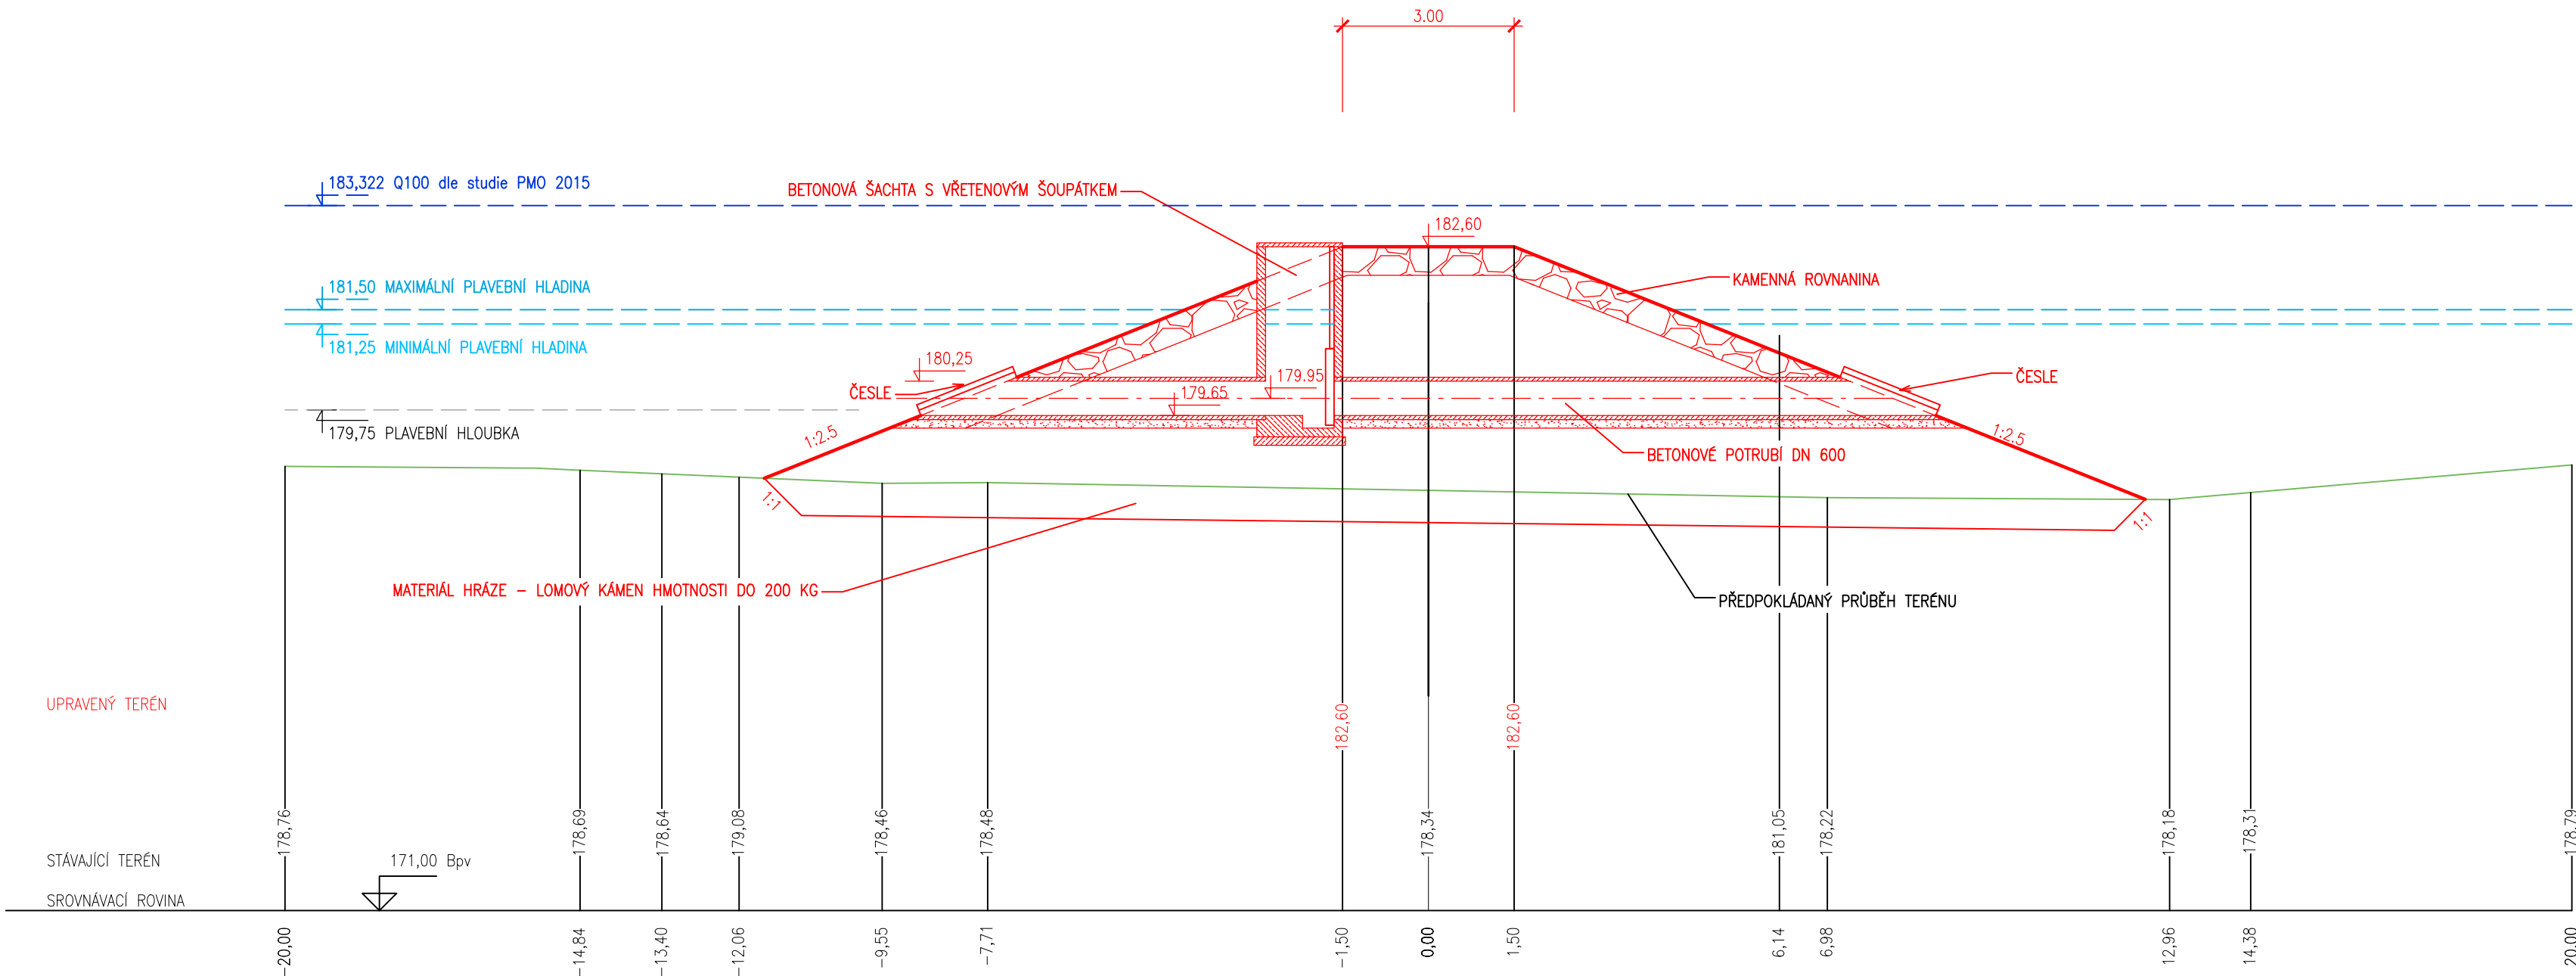 3.00
183,322 Q100 dle studie PMO 2015
BETONOVÁ ŠACHTA S VŘETENOVÝM ŠOUPÁTKEM
182,60
KAMENNÁ ROVNANINA
181,50 MAXIMÁLNÍ PLAVEBNÍ HLADINA
181,25 MINIMÁLNÍ PLAVEBNÍ HLADINA
180,25
179.95
ČESLE
ČESLE
179.65
179,75 PLAVEBNÍ HLOUBKA
1:2.5
1:2.5
BETONOVÉ POTRUBÍ DN 600
1:1
1:1
MATERIÁL HRÁZE – LOMOVÝ KÁMEN HMOTNOSTI DO 200 KG
PŘEDPOKLÁDANÝ PRŮBĚH TERÉNU
UPRAVENÝ TERÉN
182,60
182,60
STÁVAJÍCÍ TERÉN
178,76
178,69
178,64
179,08
178,46
178,48
178,34
181,05
178,22
178,18
178,31
178,79
171,00 Bpv
SROVNÁVACÍ ROVINA
-20,00
-14,84
-13,40
-12,06
-9,55
-7,71
-1,50
0,00
1,50
6,14
6,98
12,96
14,38
20,00